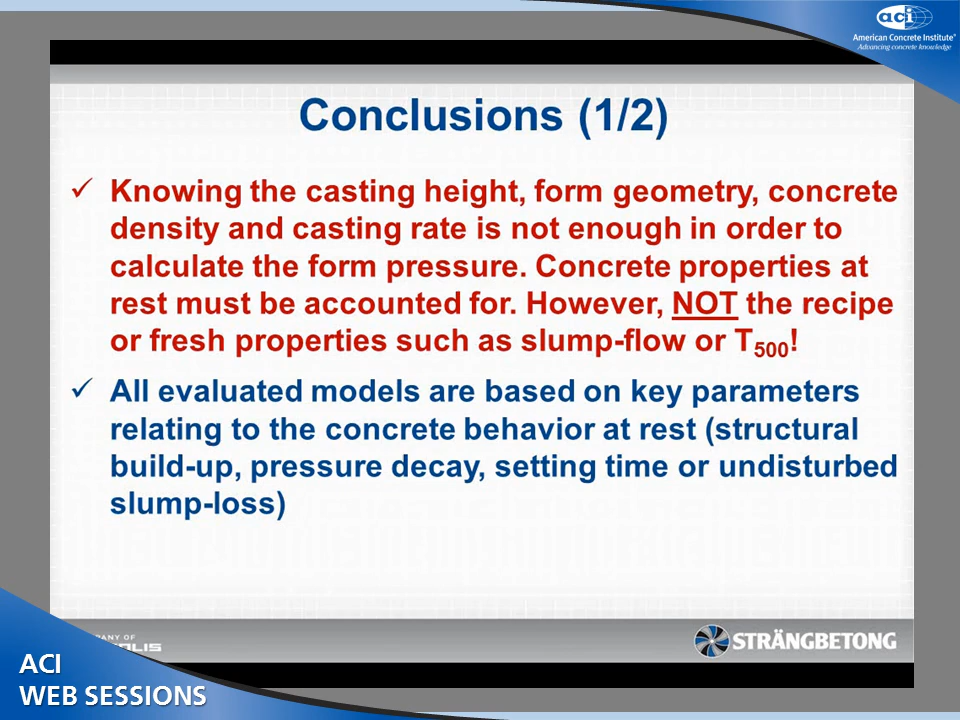 aci
American Concrete Institute®
Advancing concrete knowledge
Conclusions (1/2)
✓ Knowing the casting height, form geometry, concrete
density and casting rate is not enough in order to
calculate the form pressure. Concrete properties at
rest must be accounted for. However, NOT the recipe
or fresh properties such as slump-flow or T500!
✓ All evaluated models are based on key parameters
relating to the concrete behavior at rest (structural
build-up, pressure decay, setting time or undisturbed
slump-loss)
STRÄNGBETONG
ACI
WEB SESSIONS